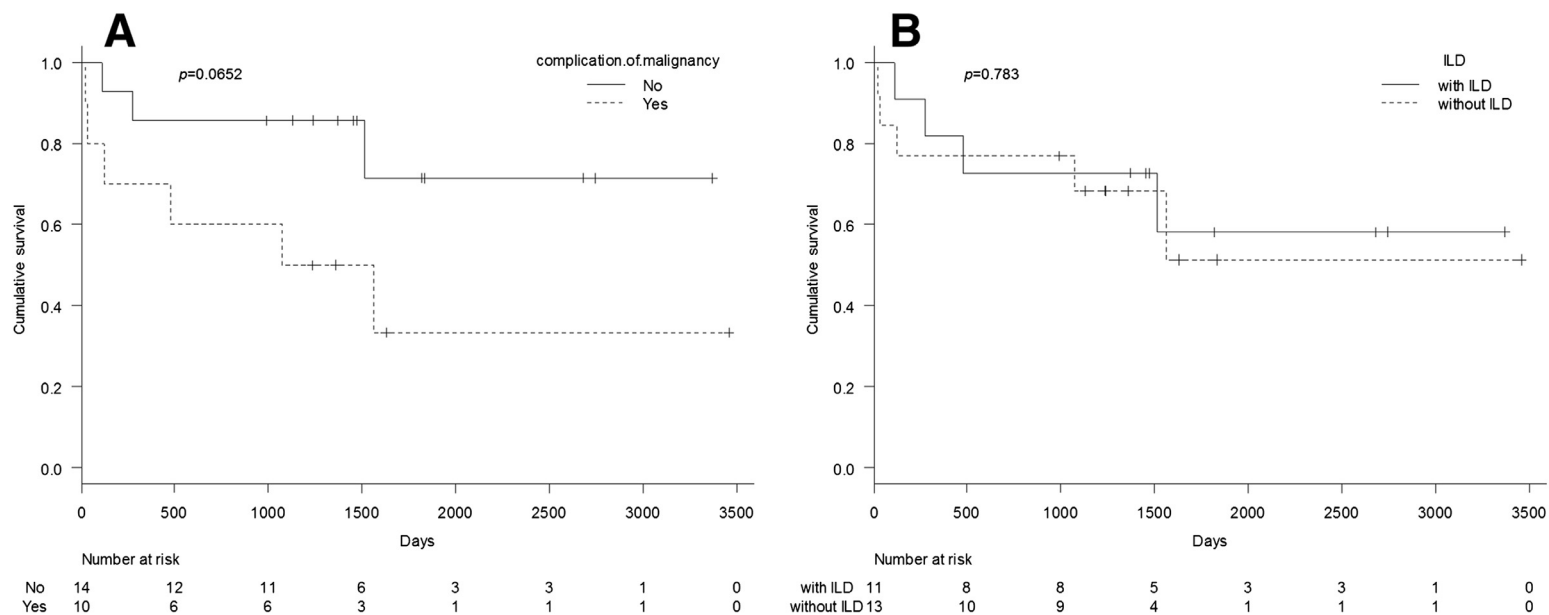 A
p=0.0652
complication.of.malignancy
No
Yes
1.0
0.8
0.6
0.4
0.2
0.0
Cumulative survival
0 500 1000 1500 2000 2500 3000 3500
Days
Number at risk
No 14 12 11 6 3 3 1 0
Yes 10 6 6 3 1 1 1 0
B
p=0.783
ILD
with ILD
without ILD
1.0
0.8
0.6
0.4
0.2
0.0
Cumulative survival
0 500 1000 1500 2000 2500 3000 3500
Days
Number at risk
with ILD 11 8 8 5 3 3 1 0
without ILD 13 10 9 4 1 1 1 0